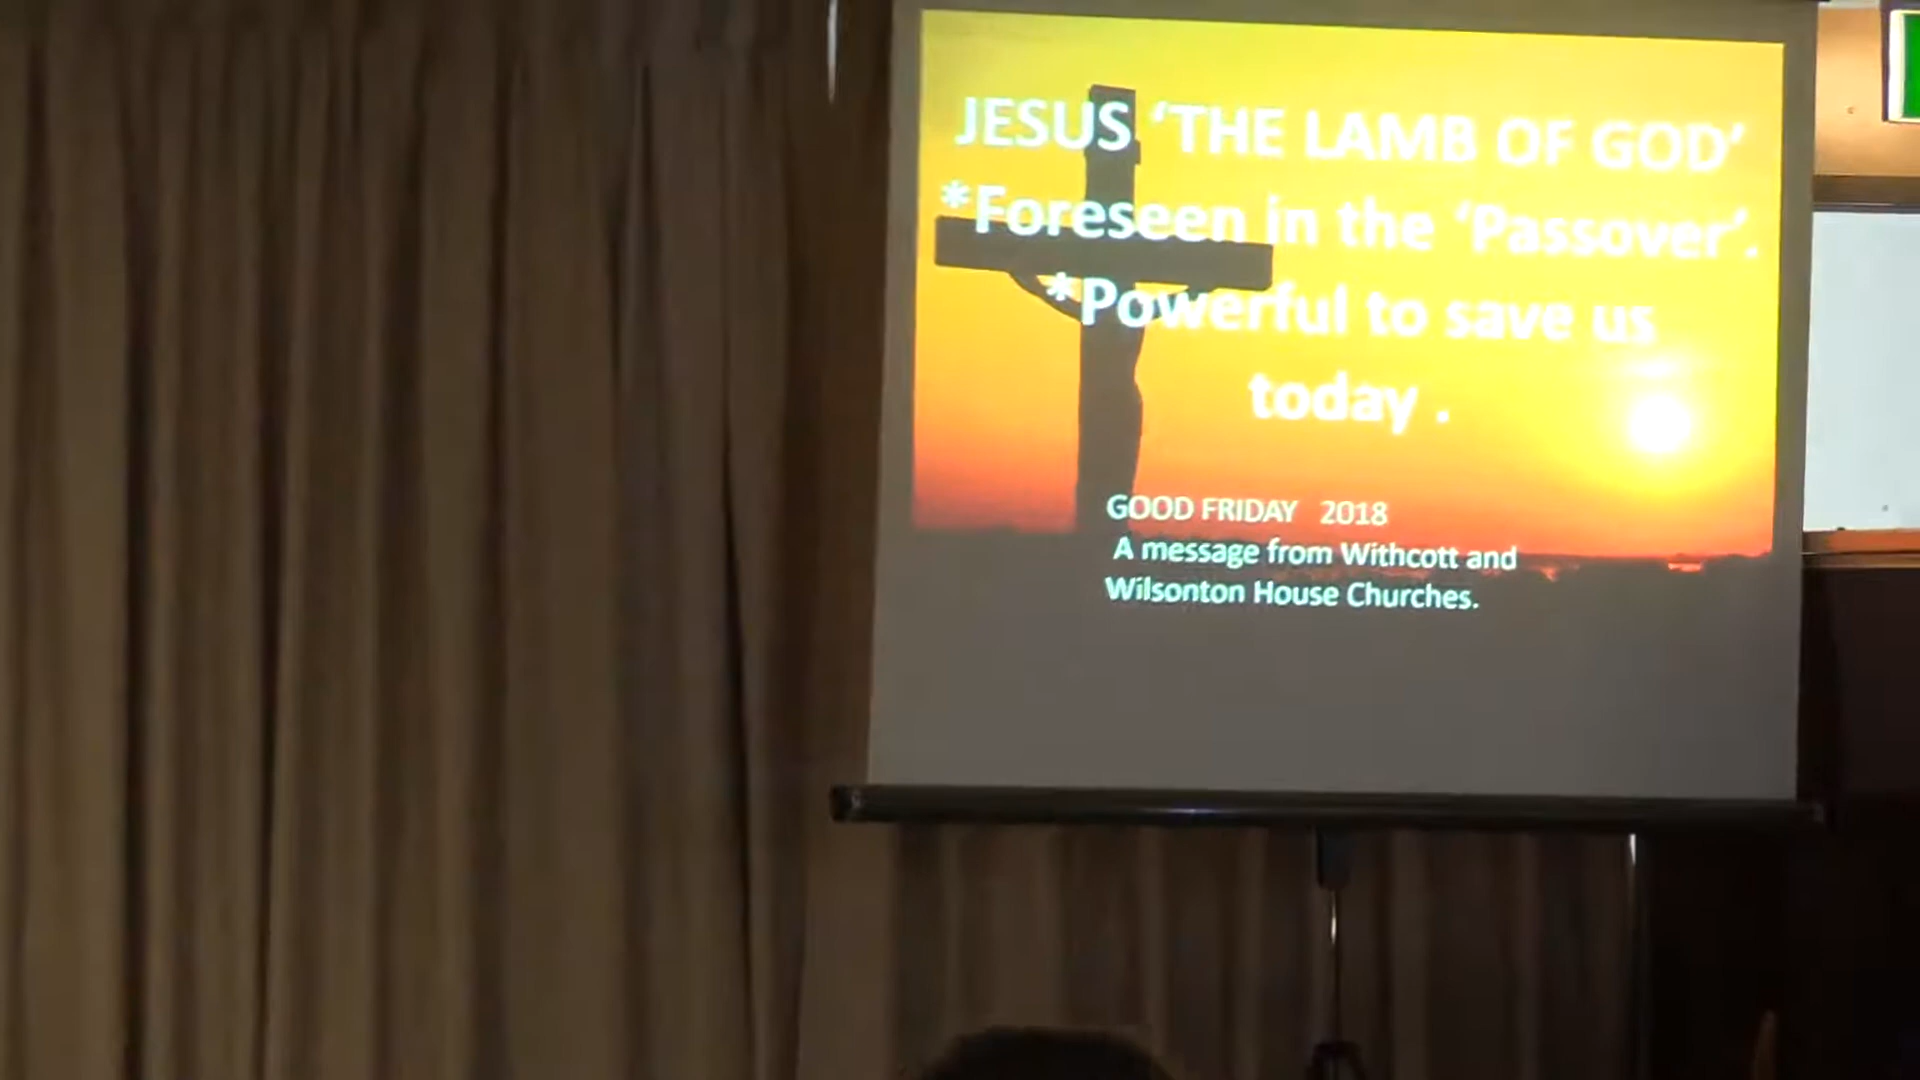 JESUS ‘THE LAMB OF GOD’
*Foreseen in the ‘Passover’.
*Powerful to save us
today .
GOOD FRIDAY 2018
A message from Withcott and
Wilsonton House Churches.